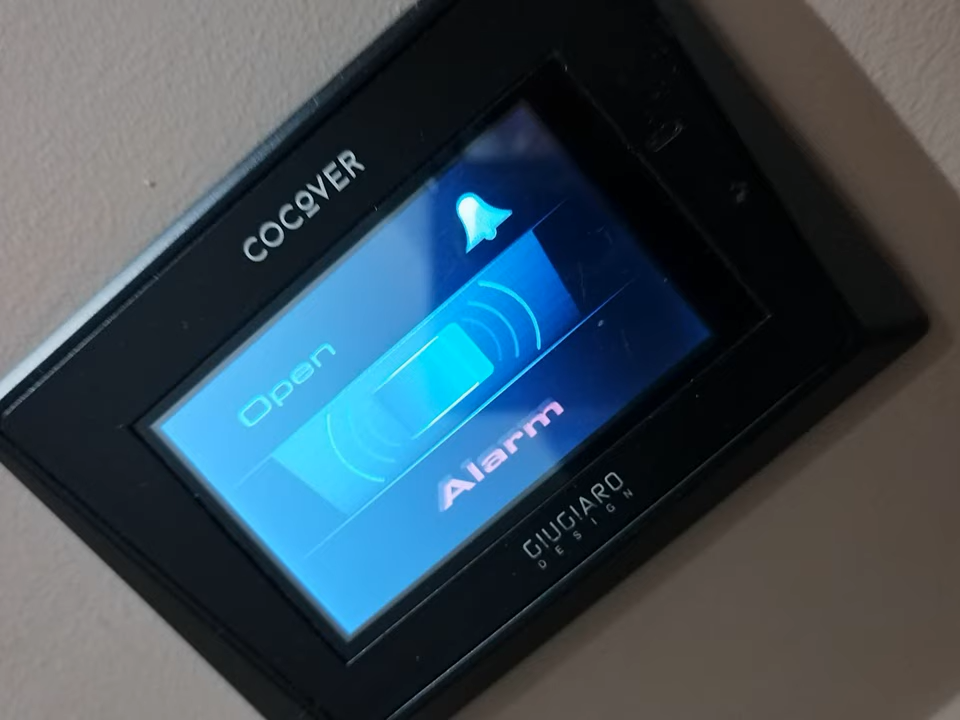 COCOVER
Open
Alarm
GIUGIARO
DESIGN